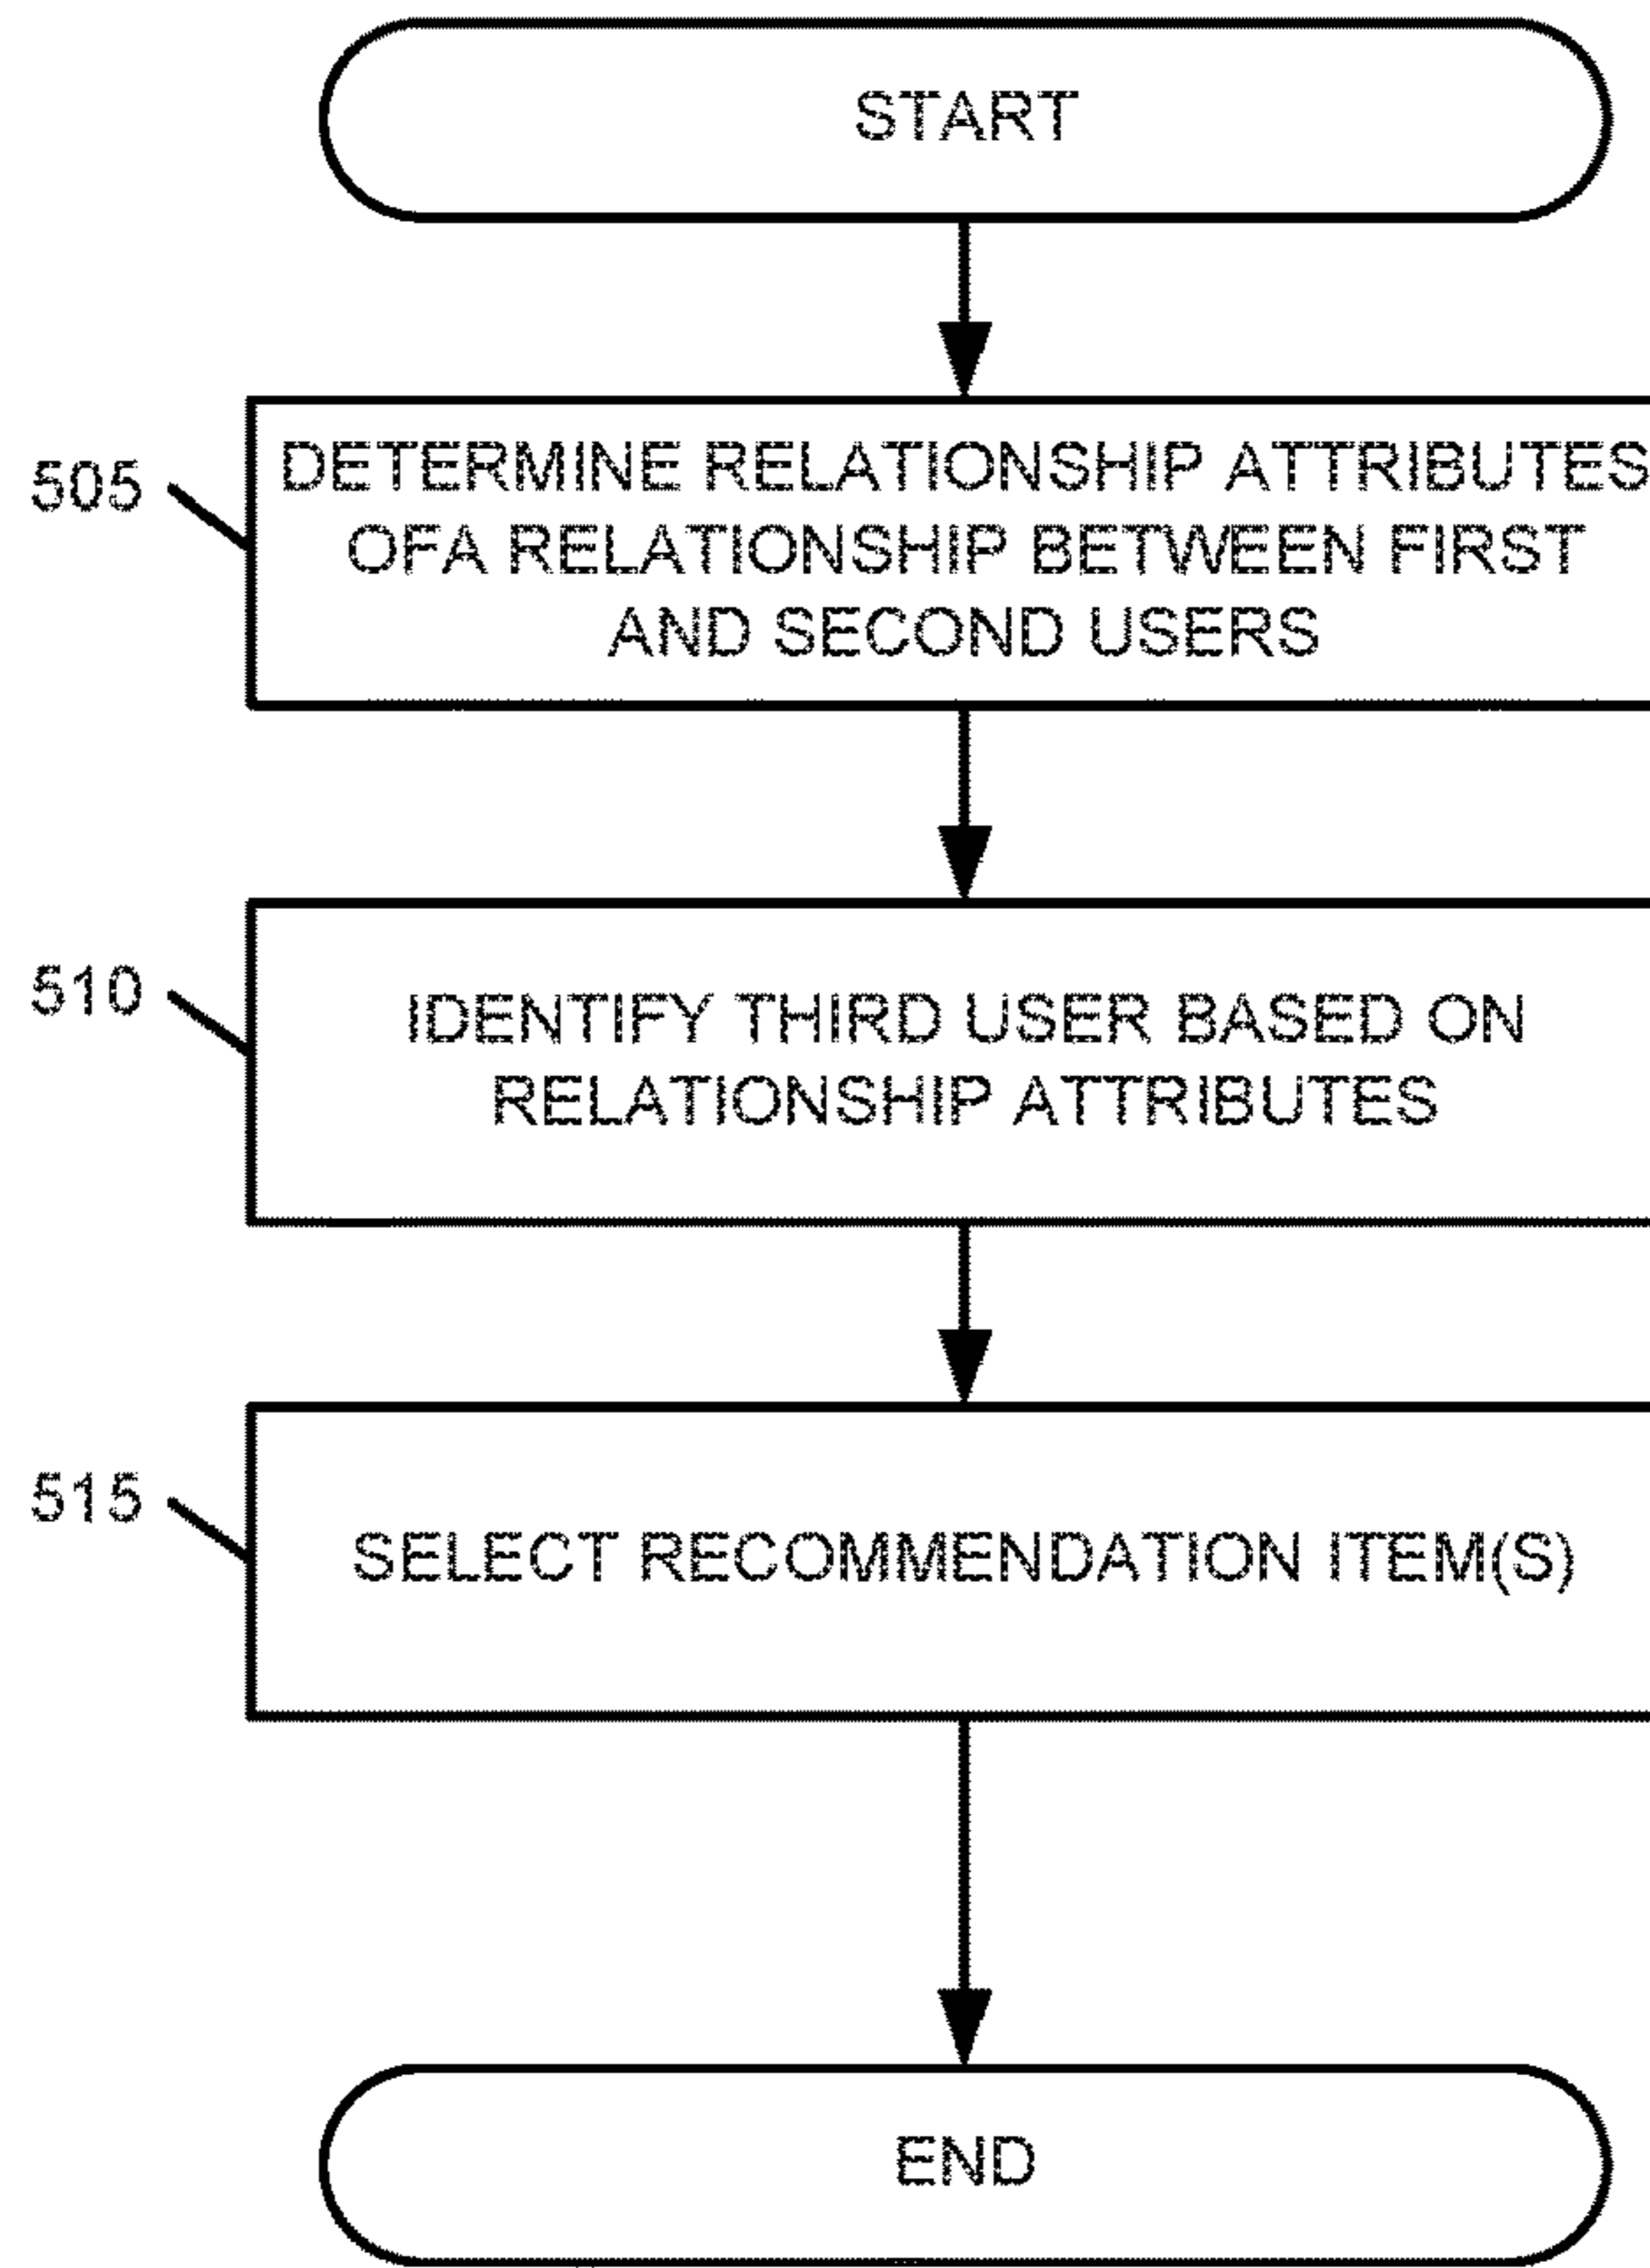 START
505
DETERMINE RELATIONSHIP ATTRIBUTES
OFA RELATIONSHIP BETWEEN FIRST
AND SECOND USERS
510
IDENTIFY THIRD USER BASED ON
RELATIONSHIP ATTRIBUTES
515
SELECT RECOMMENDATION ITEM(S)
END